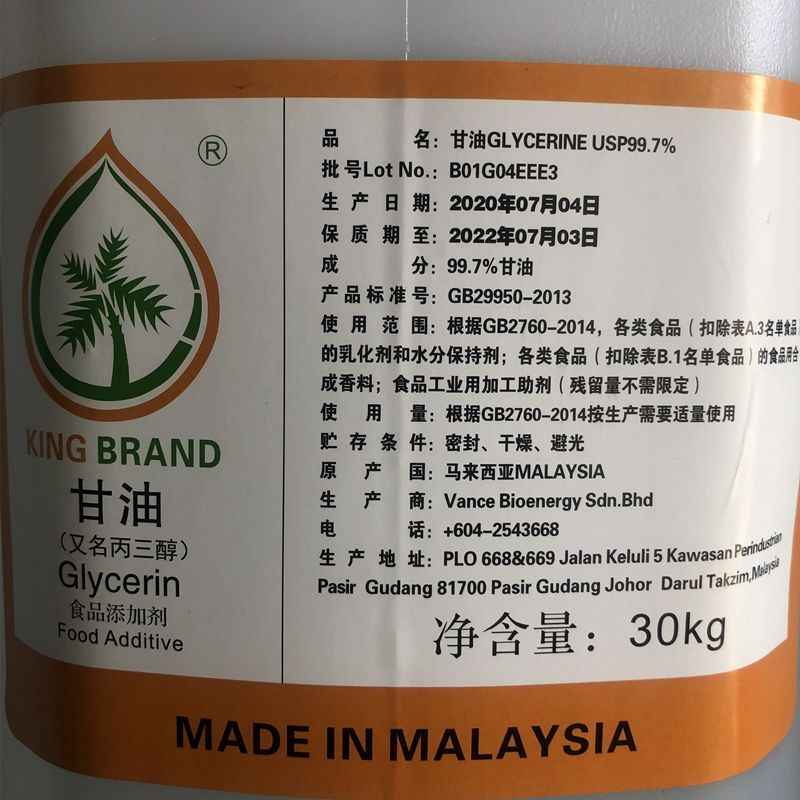 ®
KING BRAND
甘油
（又名丙三醇）
Glycerin
食品添加剂
Food Additive
品名：甘油GLYCERINE USP99.7%
批号Lot No.：B01G04EEE3
生产日期：2020年07月04日
保质期至：2022年07月03日
成分：99.7%甘油
产品标准号：GB29950-2013
使用范围：根据GB2760-2014，各类食品（扣除表A.3名单食品）
的乳化剂和水分保持剂；各类食品（扣除表B.1名单食品）的食品用合
成香料；食品工业用加工助剂（残留量不需限定）
使用量：根据GB2760-2014按生产需要适量使用
贮存条件：密封、干燥、避光
原产国：马来西亚MALAYSIA
生产商：Vance Bioenergy Sdn.Bhd
电话：+604-2543668
生产地址：PLO 668&669 Jalan Keluli 5 Kawasan Perindustrian
Pasir Gudang 81700 Pasir Gudang Johor Darul Takzim,Malaysia
净含量：30kg
MADE IN MALAYSIA